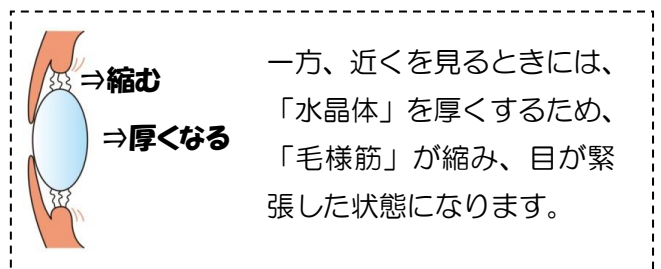 ⇒縮む
⇒厚くなる
一方、近くを見るときには、
「水晶体」を厚くするため、
「毛様筋」が縮み、目が緊
張した状態になります。